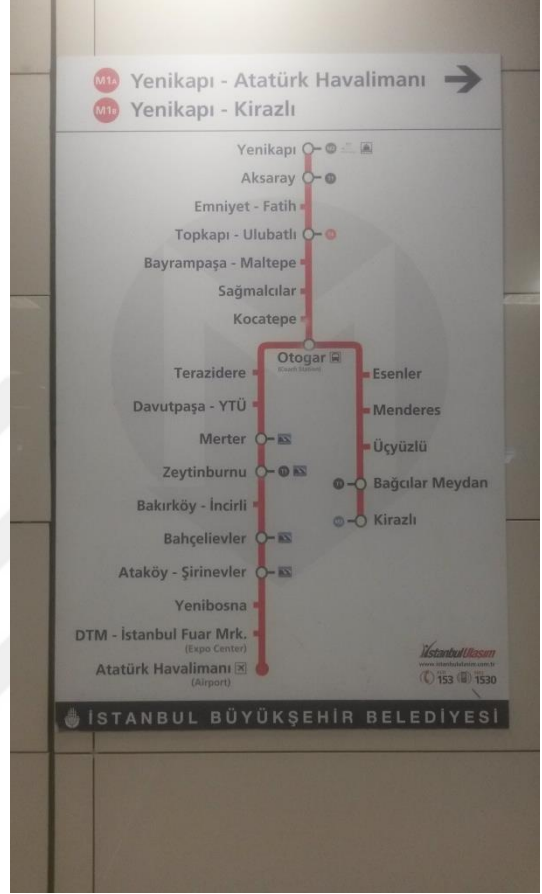 M1A Yenikapı - Atatürk Havalimanı
M1B Yenikapı - Kirazlı
Yenikapı
Aksaray
Emniyet - Fatih
Topkapı - Ulubatlı
Bayrampaşa - Maltepe
Sağmalcılar
Kocatepe
Otogar
(Coach Station)
Terazidere
Davutpaşa - YTÜ
Merter
Zeytinburnu
Bakırköy - İncirli
Bahçelievler
Ataköy - Şirinevler
Yenibosna
DTM - İstanbul Fuar Mrk.
(Expo Center)
Atatürk Havalimanı
(Airport)
Esenler
Menderes
Üçyüzlü
Bağcılar Meydan
Kirazlı
İstanbulUlaşım
153 1530
İSTANBUL BÜYÜKŞEHİR BELEDİYESİ